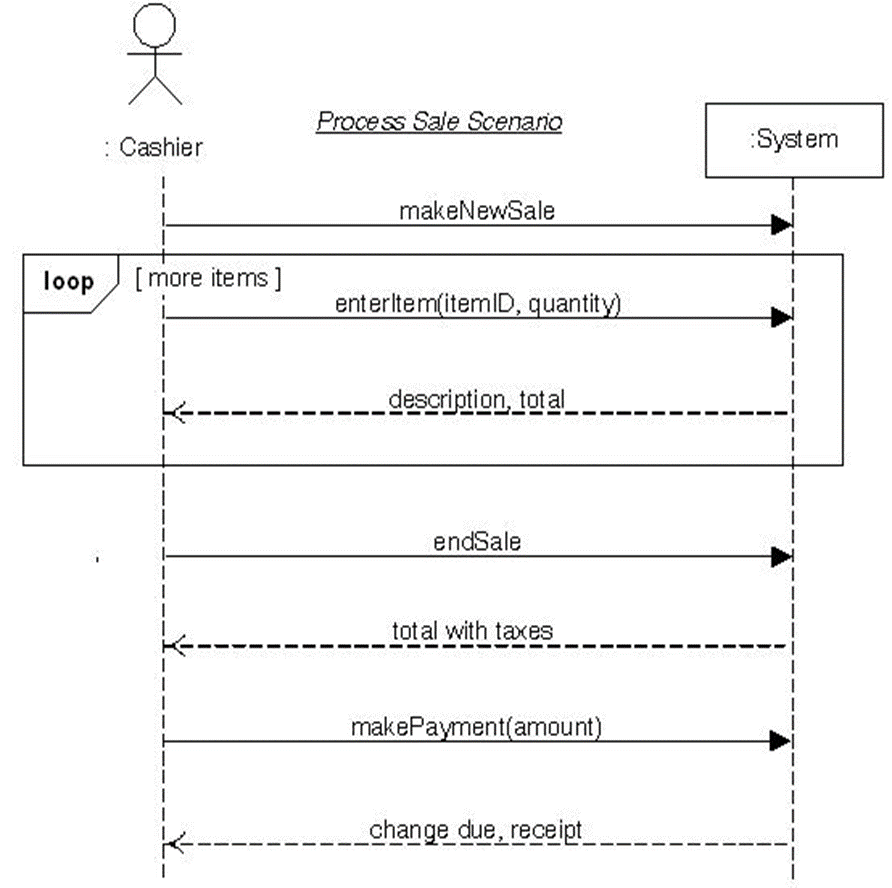 Process Sale Scenario
: Cashier
:System
makeNewSale
loop
[ more items ]
enterItem(itemID, quantity)
description, total
endSale
total with taxes
makePayment(amount)
change due, receipt